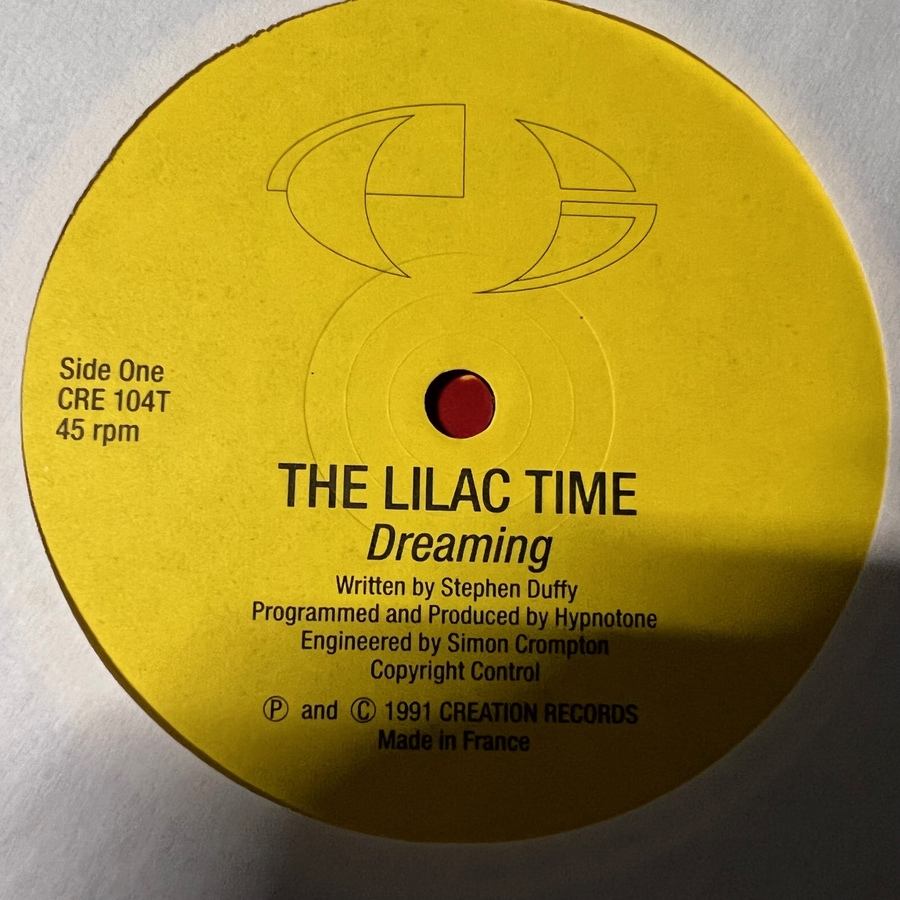 Side One
CRE 104T
45 rpm
THE LILAC TIME
Dreaming
Written by Stephen Duffy
Programmed and Produced by Hypnotone
Engineered by Simon Crompton
Copyright Control
Ⓟ and Ⓒ 1991 CREATION RECORDS
Made in France